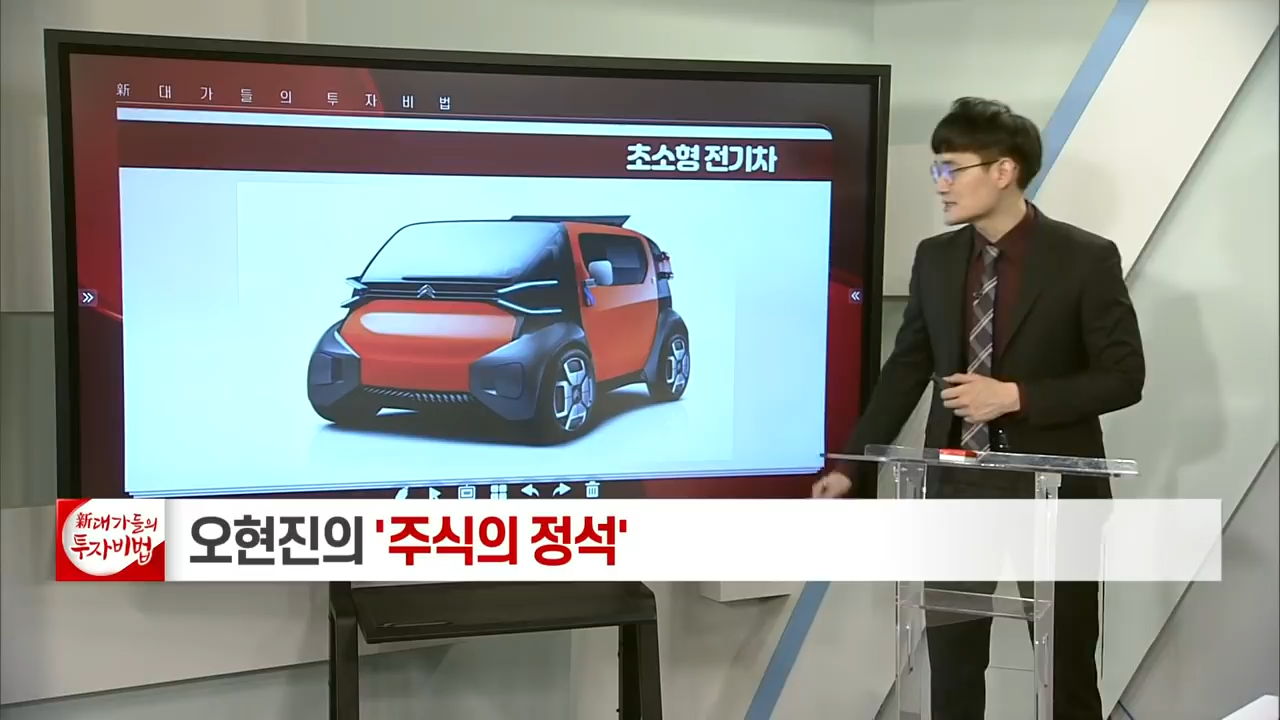 新 대 가 들 의 투 자 비 법
초소형 전기차
新대가들의
투자비법
오현진의 '주식의 정석'